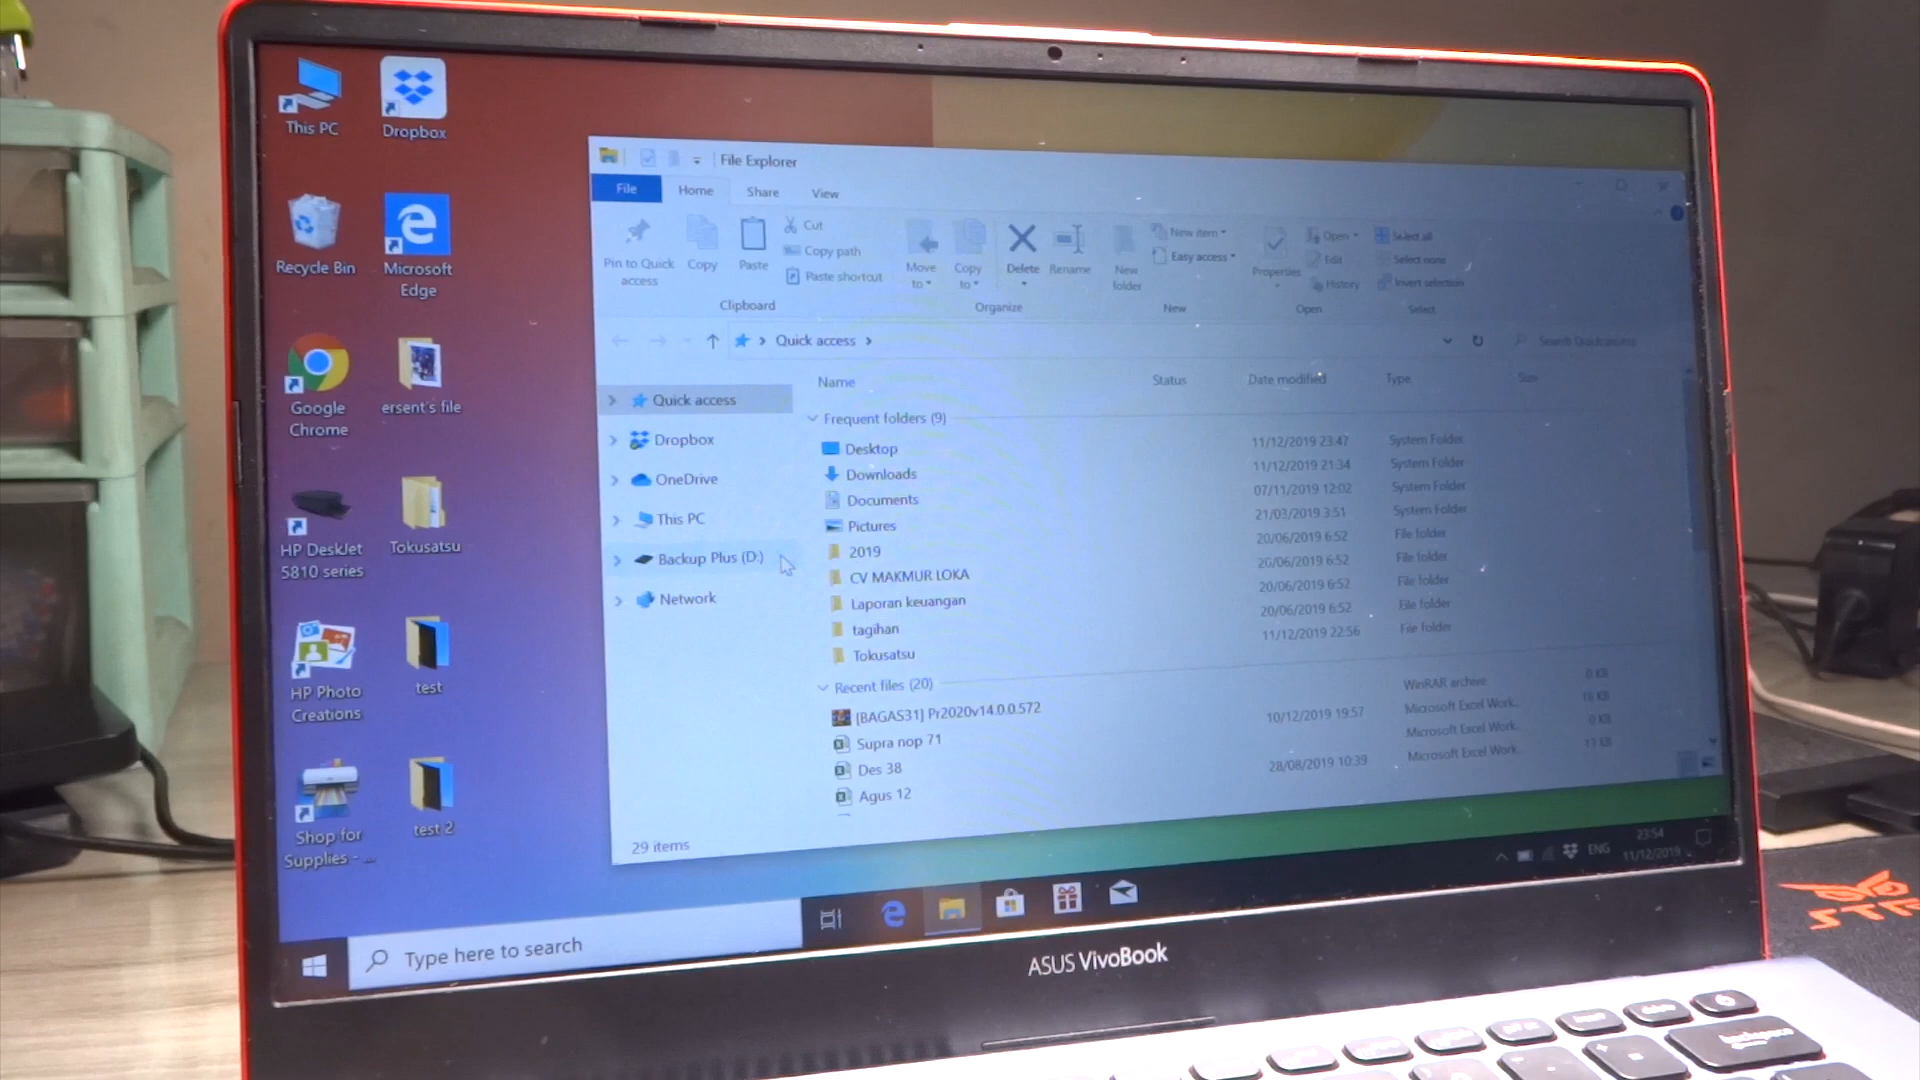 This PC
Dropbox
Recycle Bin
Microsoft
Edge
Google
Chrome
ersent's file
HP DeskJet
5810 series
Tokusatsu
HP Photo
Creations
test
Shop for
Supplies - ...
test 2
File Explorer
File Home Share View
Pin to Quick
access
Copy
Paste
Cut
Copy path
Paste shortcut
Clipboard
Move
to
Copy
to
Delete
Rename
Organize
New
folder
New item
Easy access
New
Properties
Open
Edit
History
Open
Select all
Select none
Invert selection
Select
Quick access
Quick access
Dropbox
OneDrive
This PC
Backup Plus (D:)
Network
Name Status Date modified Type Size
Frequent folders (9)
Desktop 11/12/2019 23:47 System Folder
Downloads 11/12/2019 21:34 System Folder
Documents 07/11/2019 12:02 System Folder
Pictures 21/03/2019 3:51 System Folder
2019 20/06/2019 6:52 File folder
CV MAKMUR LOKA 20/06/2019 6:52 File folder
Laporan keuangan 20/06/2019 6:52 File folder
tagihan 20/06/2019 6:52 File folder
Tokusatsu 11/12/2019 22:56 File folder
Recent files (20)
[BAGAS31] Pr2020v14.0.0.572 10/12/2019 19:57 WinRAR archive 0 KB
Supra nop 71 Microsoft Excel Work...
Des 38 28/08/2019 10:39 Microsoft Excel Work... 0 KB
Agus 12 Microsoft Excel Work...
29 items
Type here to search
ENG
23:54
11/12/2019
ASUS VivoBook
backspace